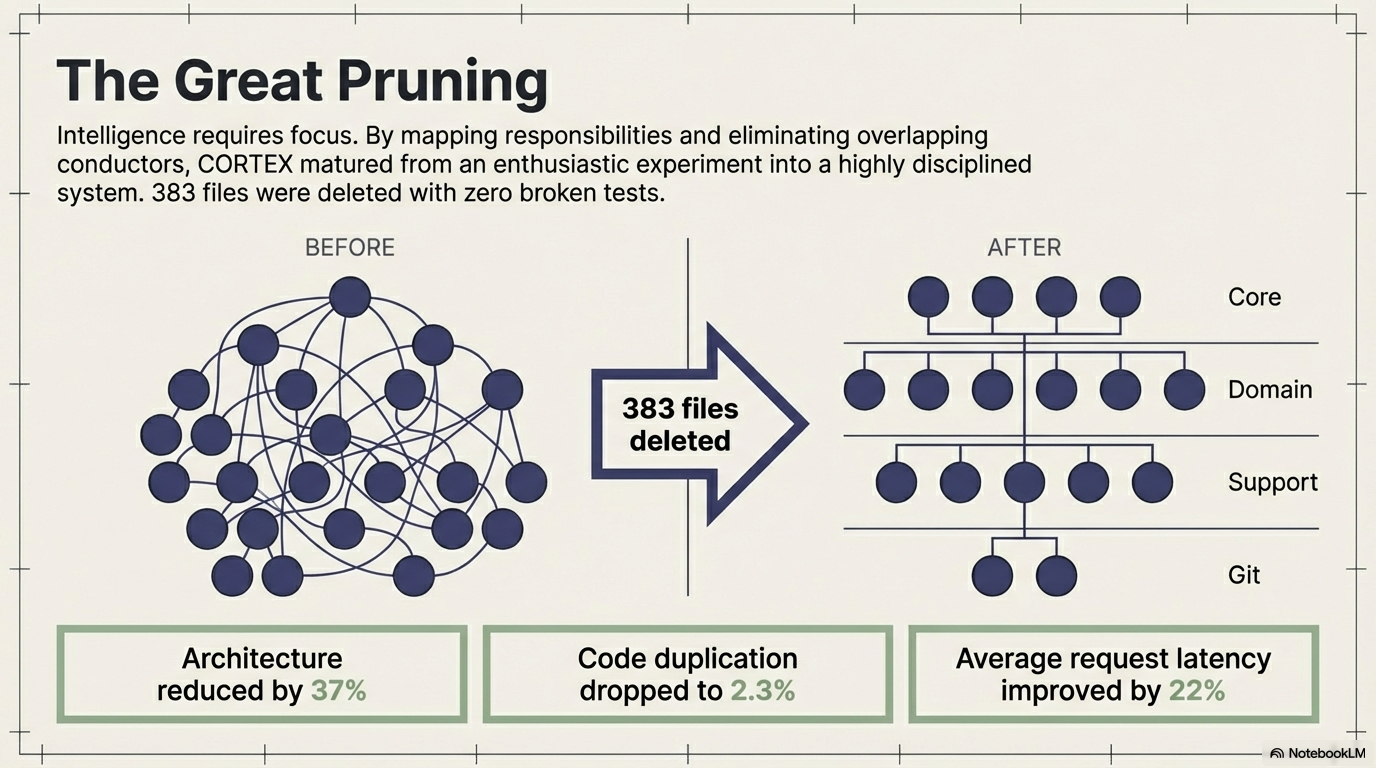 The Great Pruning
Intelligence requires focus. By mapping responsibilities and eliminating overlapping
conductors, CORTEX matured from an enthusiastic experiment into a highly disciplined
system. 383 files were deleted with zero broken tests.
BEFORE
383 files
deleted
AFTER
Core
Domain
Support
Git
Architecture
reduced by 37%
Code duplication
dropped to 2.3%
Average request latency
improved by 22%
NotebookLM